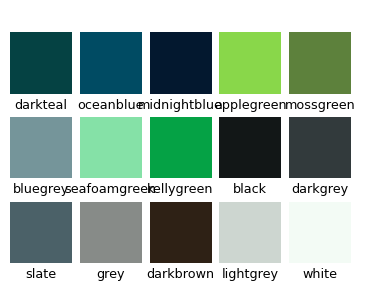 darkteal oceanblue midnightblue applegreen mossgreen
bluegrey seafoamgreen kellygreen black darkgrey
slate grey darkbrown lightgrey white